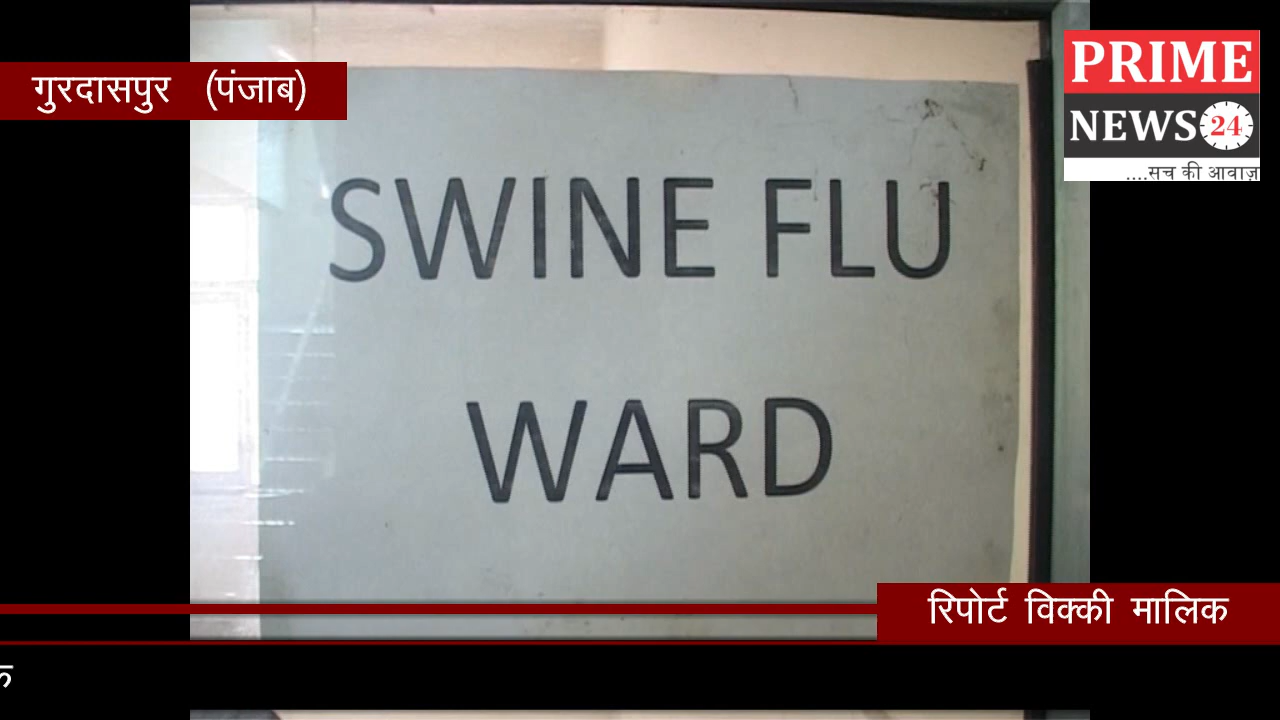 गुरदासपुर (पंजाब)
PRIME
NEWS 24
....सच की आवाज़
SWINE FLU
WARD
रिपोर्ट विक्की मालिक